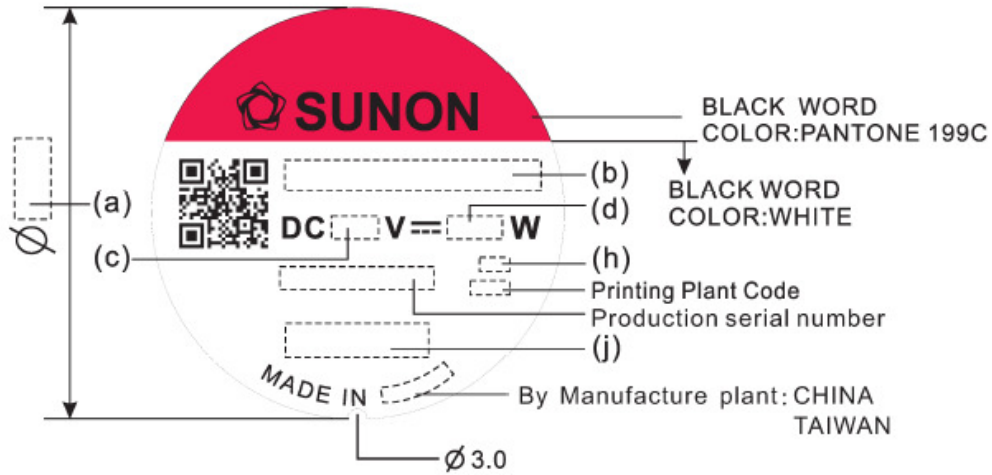 SUNON
BLACK WORD
COLOR:PANTONE 199C
BLACK WORD
COLOR:WHITE
(a)
Ø
(b)
DC V⎓ W
(d)
(c)
(h)
Printing Plant Code
Production serial number
(j)
MADE IN
By Manufacture plant: CHINA
TAIWAN
Ø3.0